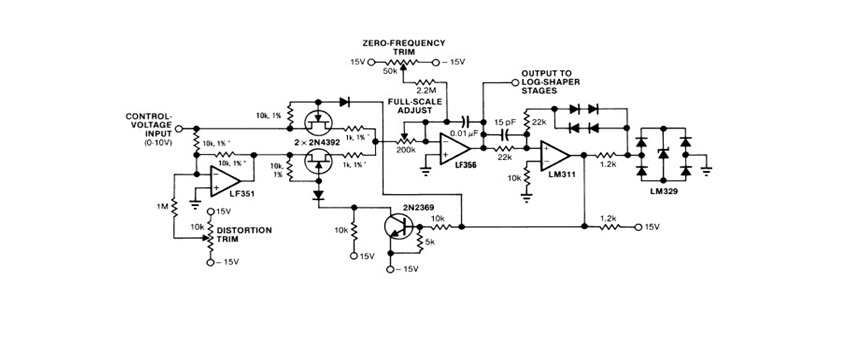 ZERO-FREQUENCY
TRIM
15V
- 15V
50k
2.2M
OUTPUT TO
LOG-SHAPER
STAGES
FULL-SCALE
ADJUST
CONTROL-
VOLTAGE
INPUT
(0-10V)
10k, 1%
10k, 1% *
2 × 2N4392
1k, 1% *
15 pF
22k
0.01 µF
200k
LF356
22k
LM311
1.2k
LM329
10k, 1% *
10k,
1%
1k, 1% *
LF351
10k
1M
15V
10k
DISTORTION
TRIM
- 15V
2N2369
10k
10k
5k
15V
- 15V
1.2k
15V